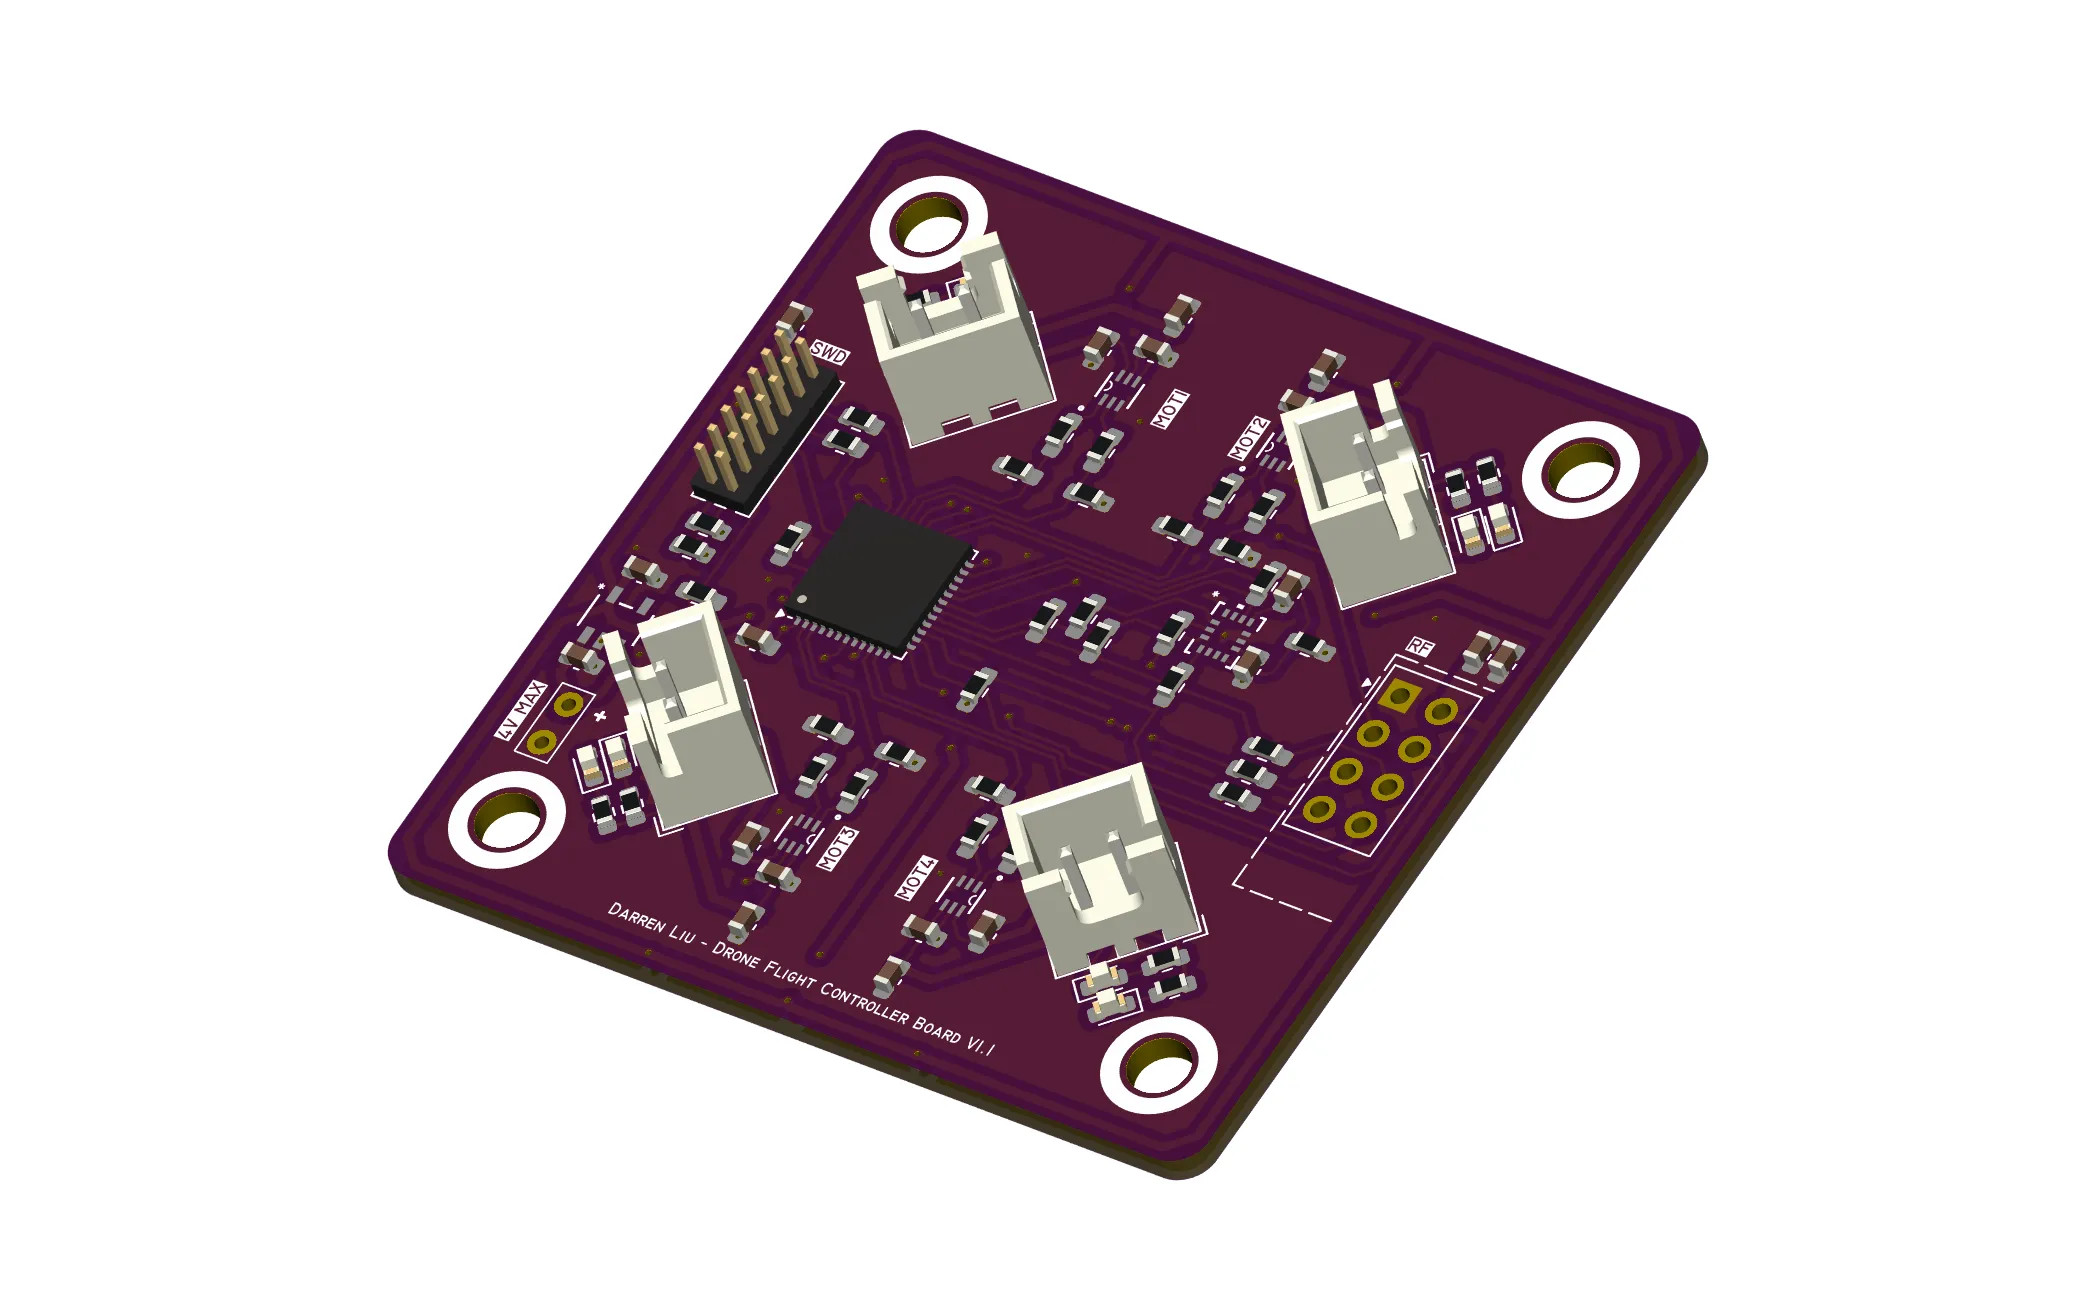 SWD
MOT1
MOT2
RF
4V MAX
+
MOT3
MOT4
DARREN LIU - DRONE FLIGHT CONTROLLER BOARD V1.1